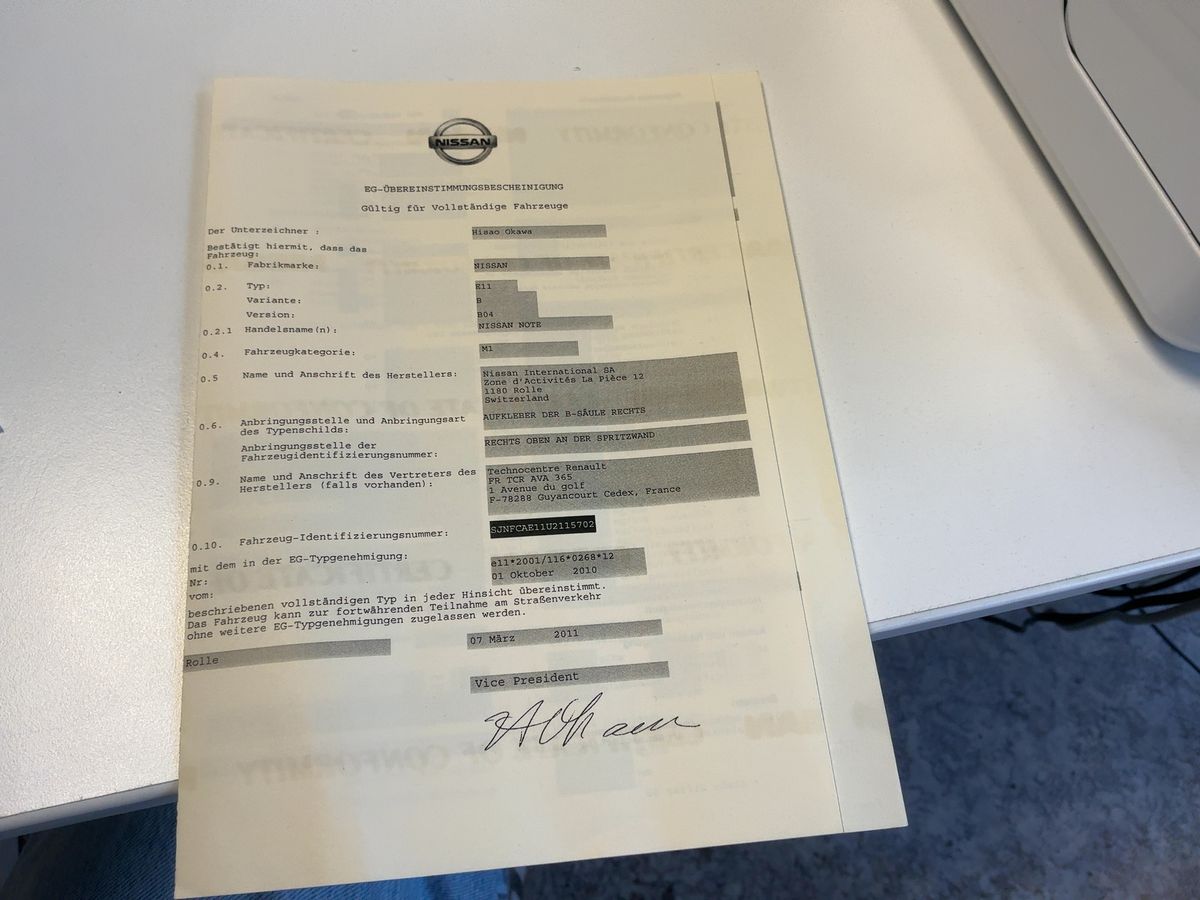 NISSAN
EG-ÜBEREINSTIMMUNGSBESCHEINIGUNG
Gültig für Vollständige Fahrzeuge
Der Unterzeichner : Hisao Okawa
Bestätigt hiermit, dass das
Fahrzeug:
0.1. Fabrikmarke: NISSAN
0.2. Typ: E11
Variante: B
Version: B04
0.2.1 Handelsname(n): NISSAN NOTE
0.4. Fahrzeugkategorie: M1
0.5 Name und Anschrift des Herstellers: Nissan International SA
Zone d'Activités La Pièce 12
1180 Rolle
Switzerland
0.6. Anbringungsstelle und Anbringungsart AUFKLEBER DER B-SÄULE RECHTS
des Typenschilds:
Anbringungsstelle der RECHTS OBEN AN DER SPRITZWAND
Fahrzeugidentifizierungsnummer:
0.9. Name und Anschrift des Vertreters des Technocentre Renault
Herstellers (falls vorhanden): FR TCR AVA 365
1 Avenue du golf
F-78288 Guyancourt Cedex, France
0.10. Fahrzeug-Identifizierungsnummer: SJNFCAE11U2115702
mit dem in der EG-Typgenehmigung:
Nr: e11*2001/116*0268*12
vom: 01 Oktober 2010
beschriebenen vollständigen Typ in jeder Hinsicht übereinstimmt.
Das Fahrzeug kann zur fortwährenden Teilnahme am Straßenverkehr
ohne weitere EG-Typgenehmigungen zugelassen werden.
Rolle 07 März 2011
Vice President